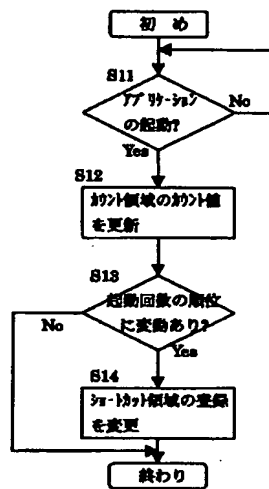 初め
S11
ｱﾌﾟﾘｹｰｼｮﾝ
の起動?
No
Yes
S12
ｶｳﾝﾄ領域のｶｳﾝﾄ値
を更新
S13
起動回数の順位
に変動あり?
No
Yes
S14
ｼｮｰﾄｶｯﾄ領域の登録
を変更
終わり